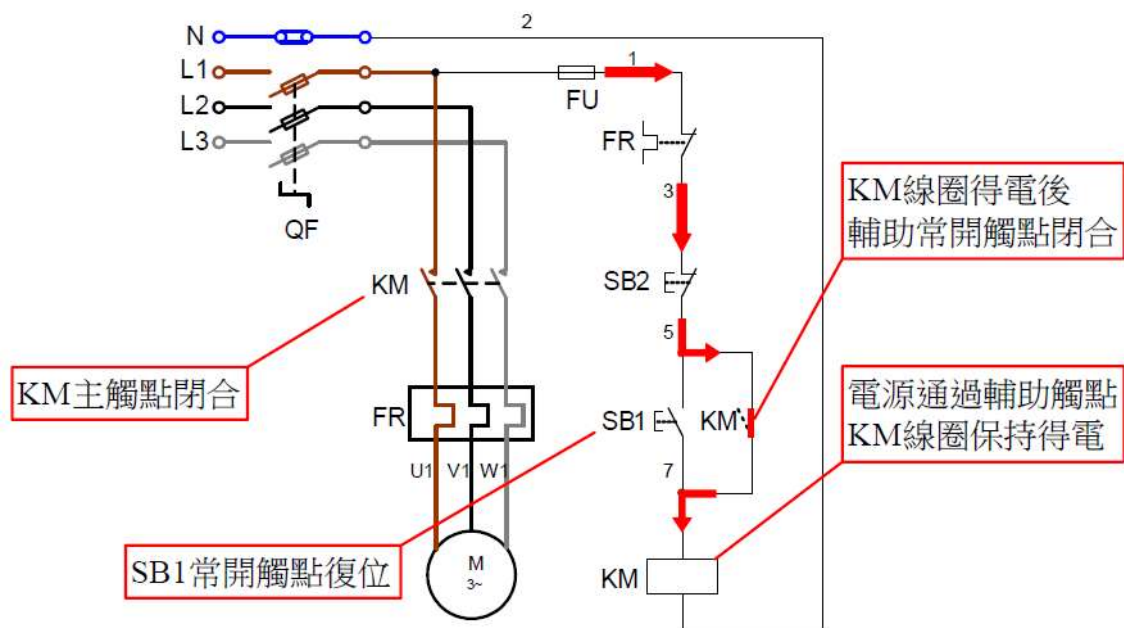 N
2
L1
1
FU
L2
L3
FR
QF
3
KM線圈得電後
輔助常開觸點閉合
KM
SB2
5
KM主觸點閉合
FR
SB1
KM
電源通過輔助觸點
KM線圈保持得電
U1
V1
W1
7
SB1常開觸點復位
M
3~
KM